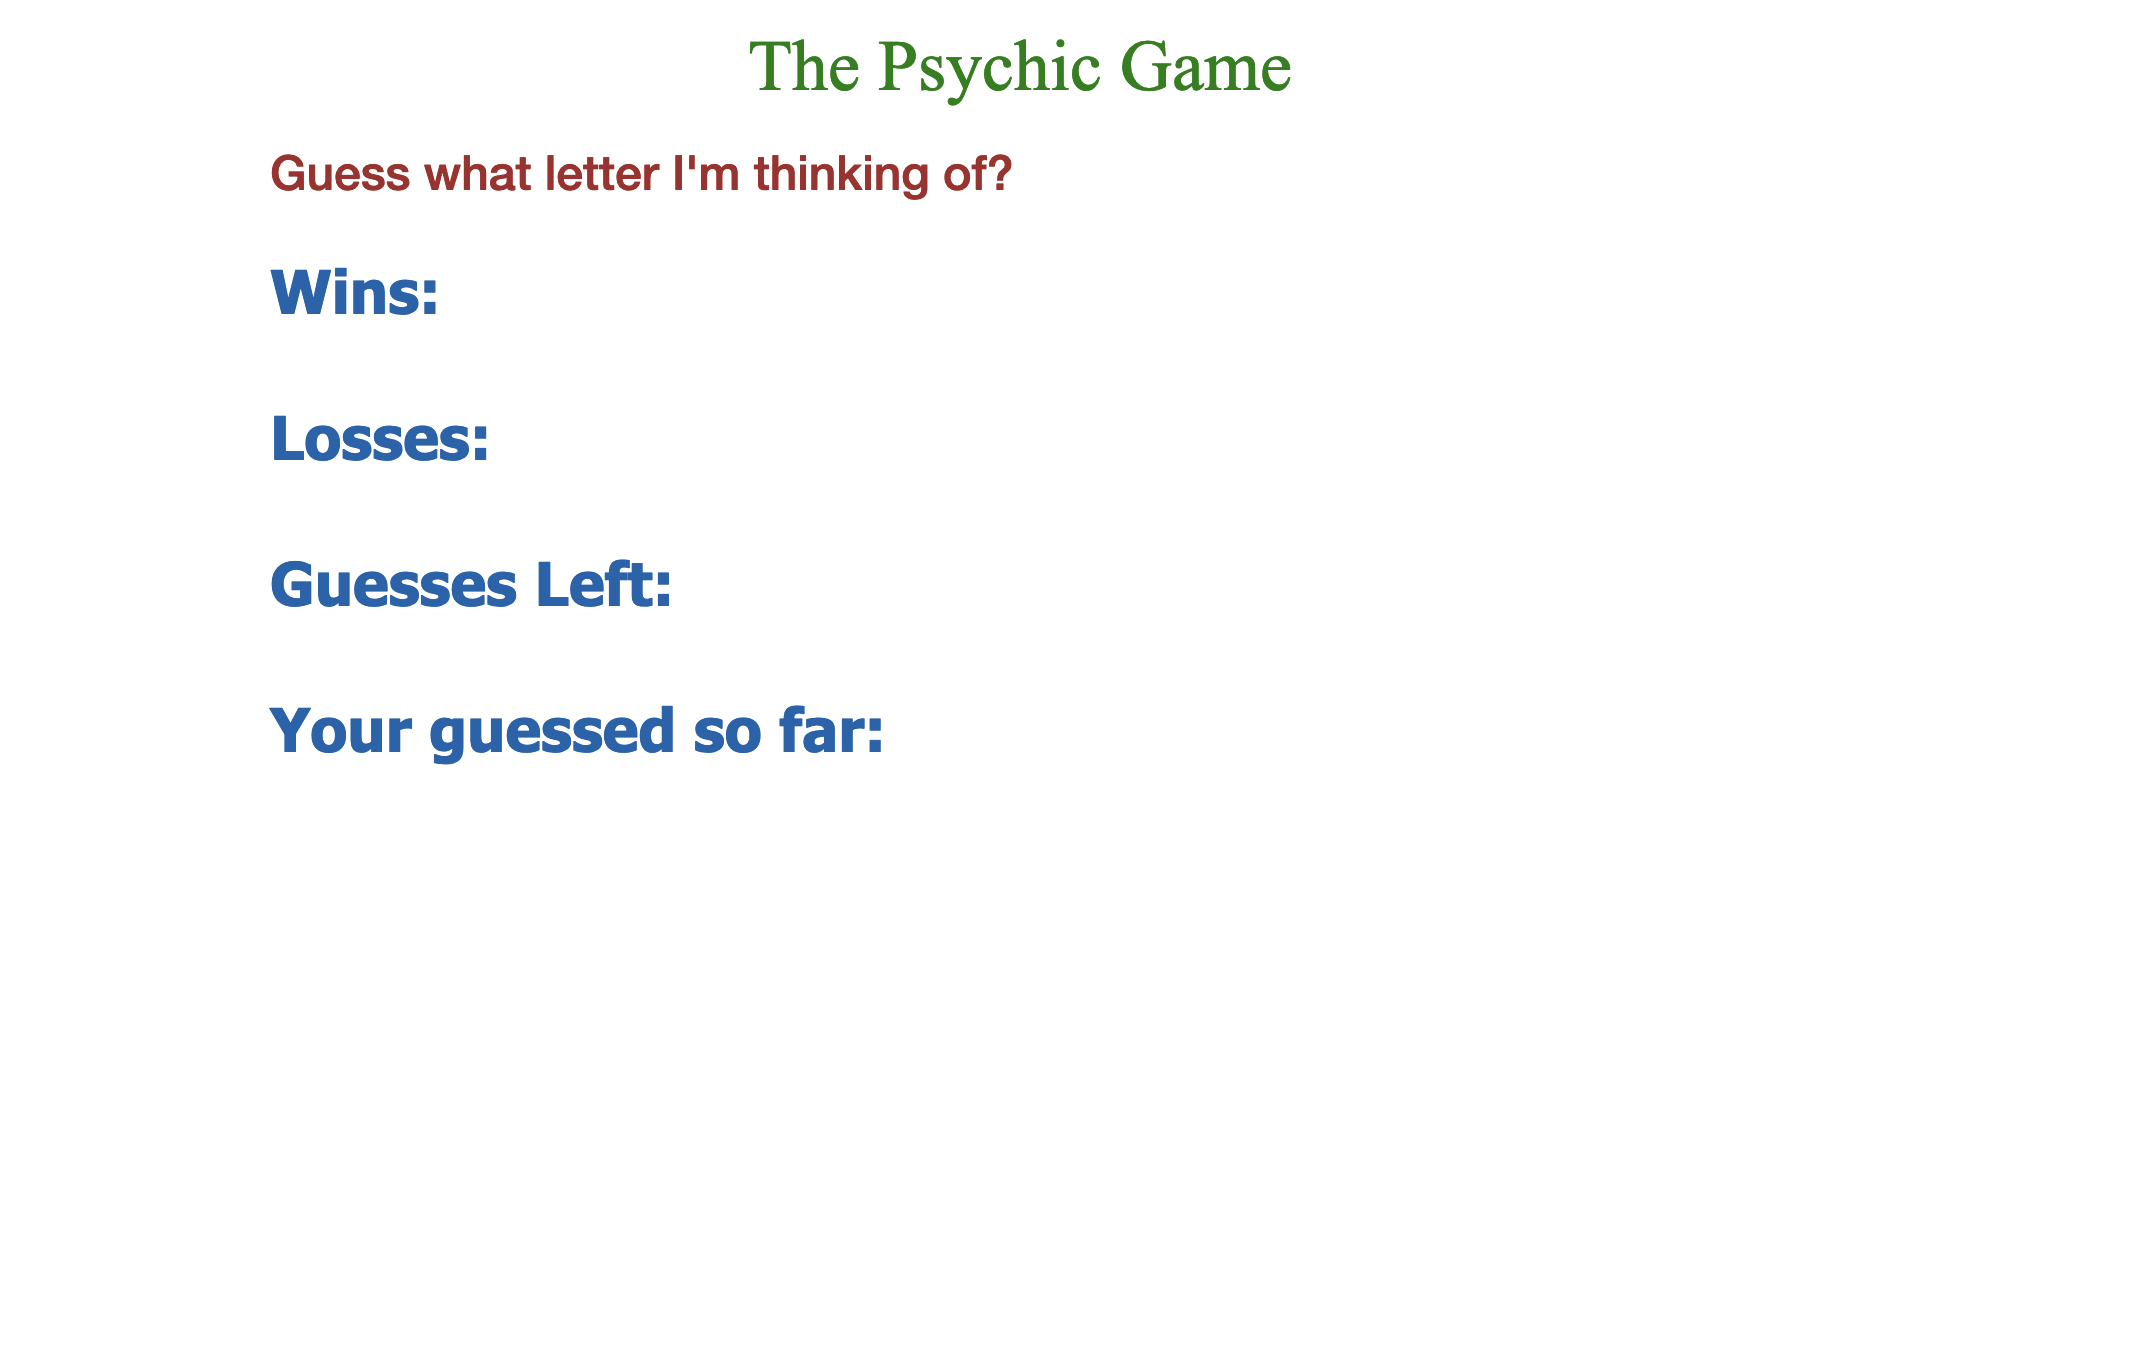 The Psychic Game
Guess what letter I'm thinking of?
Wins:
Losses:
Guesses Left:
Your guessed so far: